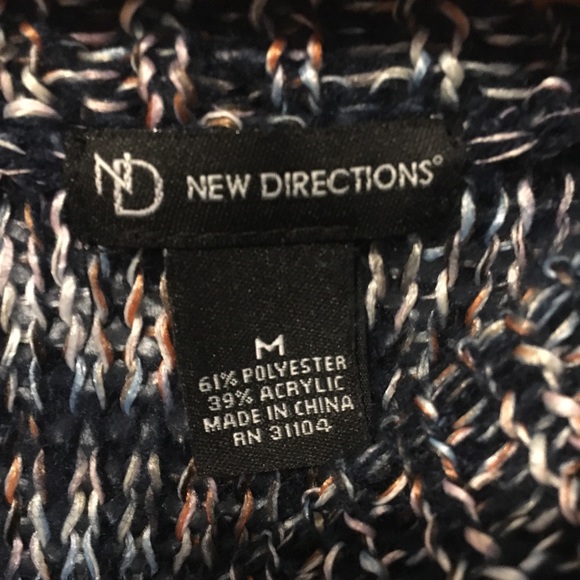 ND NEW DIRECTIONS®
M
61% POLYESTER
39% ACRYLIC
MADE IN CHINA
RN 31104